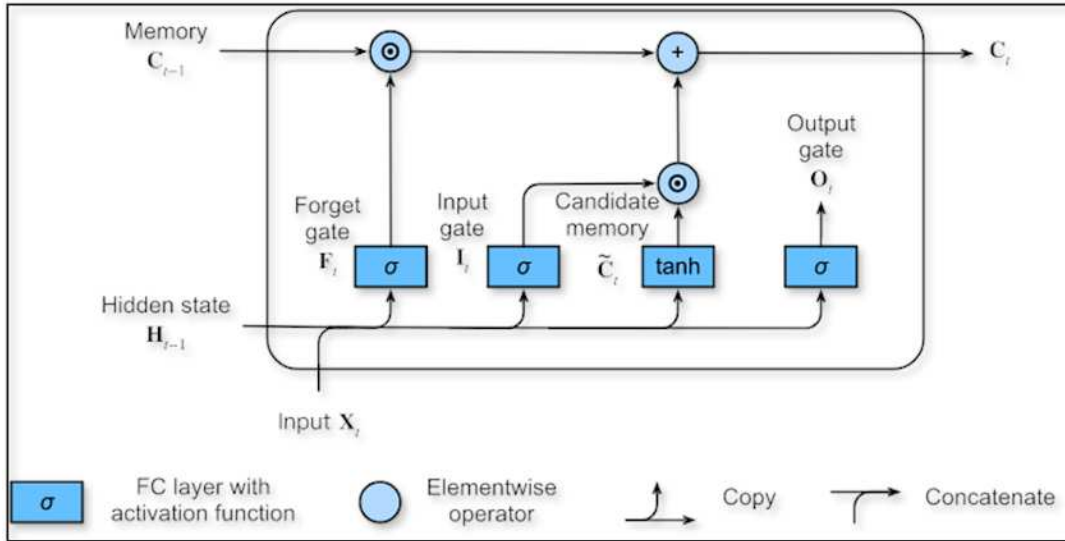 Memory
C_{t-1}
⊙
+
C_t
Output
gate
O_t
⊙
Forget
gate
F_t
Input
gate
I_t
Candidate
memory
C̃_t
σ
σ
tanh
σ
Hidden state
H_{t-1}
Input X_t
σ
FC layer with
activation function
Elementwise
operator
Copy
Concatenate